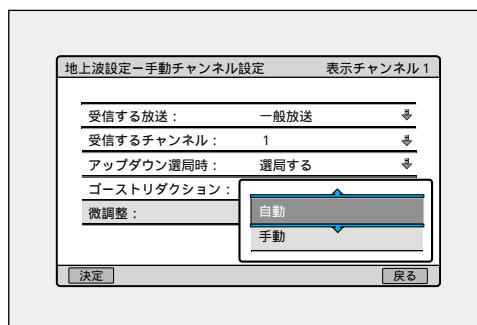 地上波設定ー手動チャンネル設定 表示チャンネル 1
受信する放送： 一般放送
受信するチャンネル： 1
アップダウン選局時： 選局する
ゴーストリダクション：
微調整： 自動
手動
決定 戻る